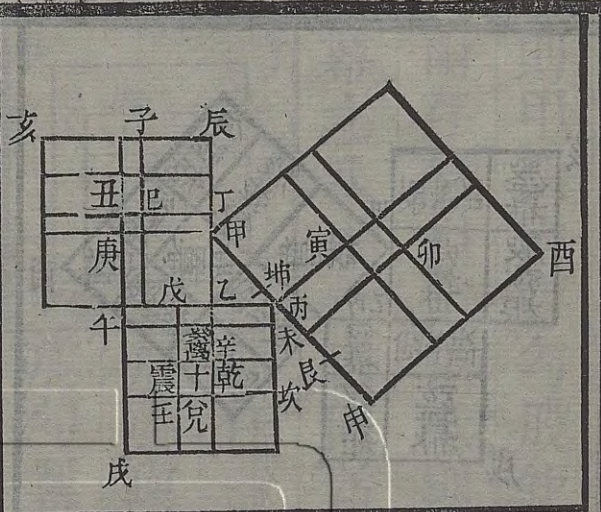 亥 子 辰
丑 巳 丁
甲 寅 卯 酉
庚
戊 乙 坤 丙
午 未
辛 艮
震 十 乾 坎
壬 兌 申
戌